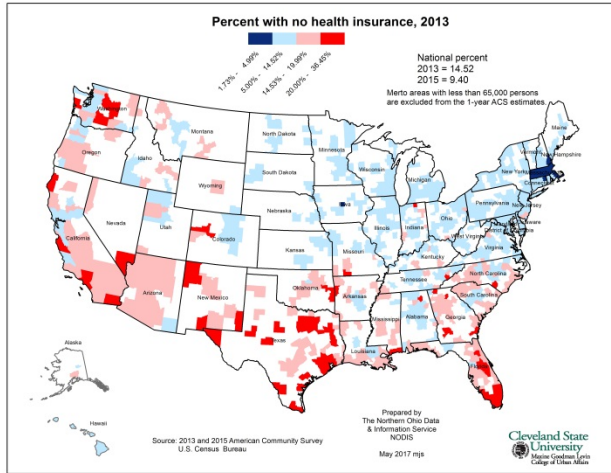 Percent with no health insurance, 2013
1.73% - 4.99%
5.00% - 14.52%
14.53% - 19.99%
20.00% - 36.45%
National percent
2013 = 14.52
2015 = 9.40
Merto areas with less than 65,000 persons
are excluded from the 1-year ACS estimates.
Washington
Montana
North Dakota
Minnesota
Maine
Vermont
New Hampshire
Oregon
Idaho
South Dakota
Wisconsin
Michigan
New York
Wyoming
Iowa
Connecticut
Nebraska
Pennsylvania
New Jersey
Nevada
Utah
Colorado
Illinois
Indiana
Ohio
Delaware
District of Columbia
West Virginia
California
Kansas
Missouri
Kentucky
Virginia
Tennessee
North Carolina
Arizona
New Mexico
Oklahoma
Arkansas
South Carolina
Mississippi
Alabama
Georgia
Texas
Louisiana
Florida
Alaska
Hawaii
Source: 2013 and 2015 American Community Survey
U.S. Census Bureau
Prepared by
The Northern Ohio Data
& Information Service
NODIS
May 2017 mjs
Cleveland State
University
Maxine Goodman Levin
College of Urban Affairs